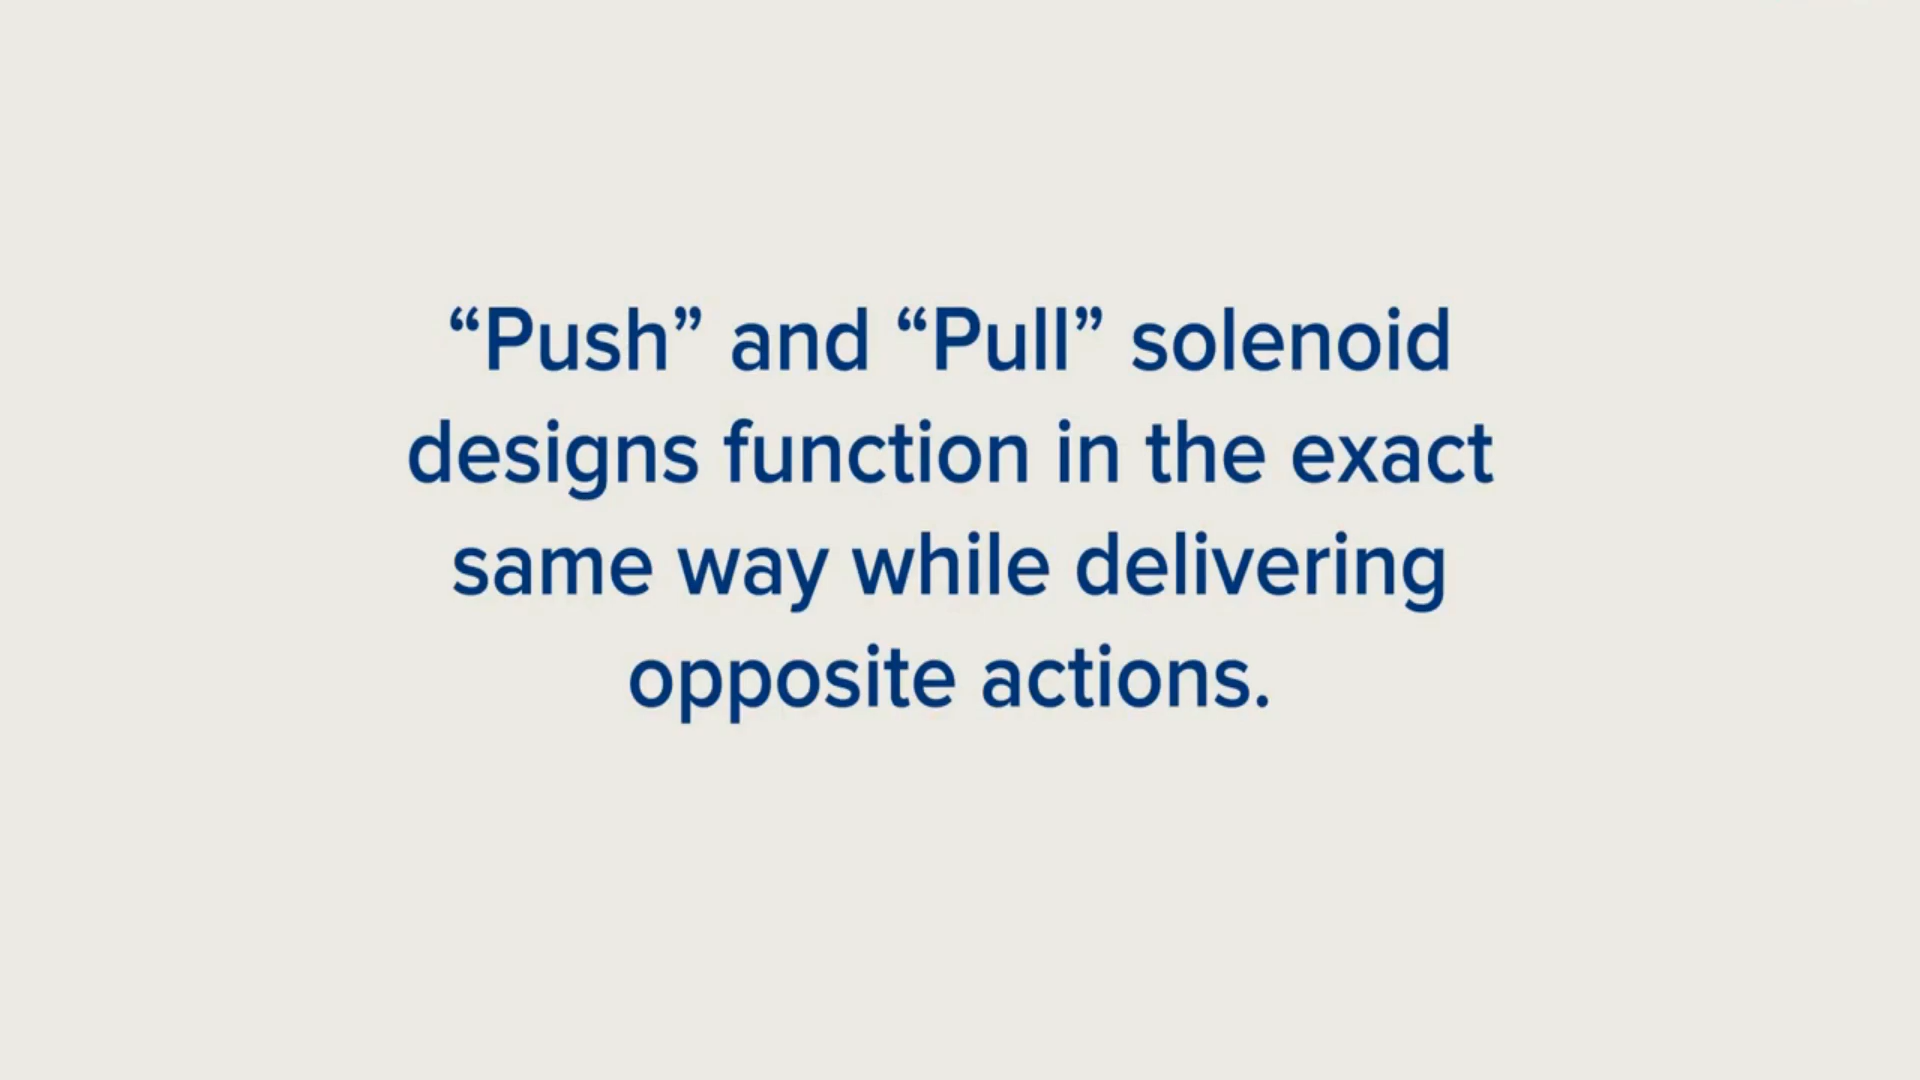 “Push” and “Pull” solenoid
designs function in the exact
same way while delivering
opposite actions.